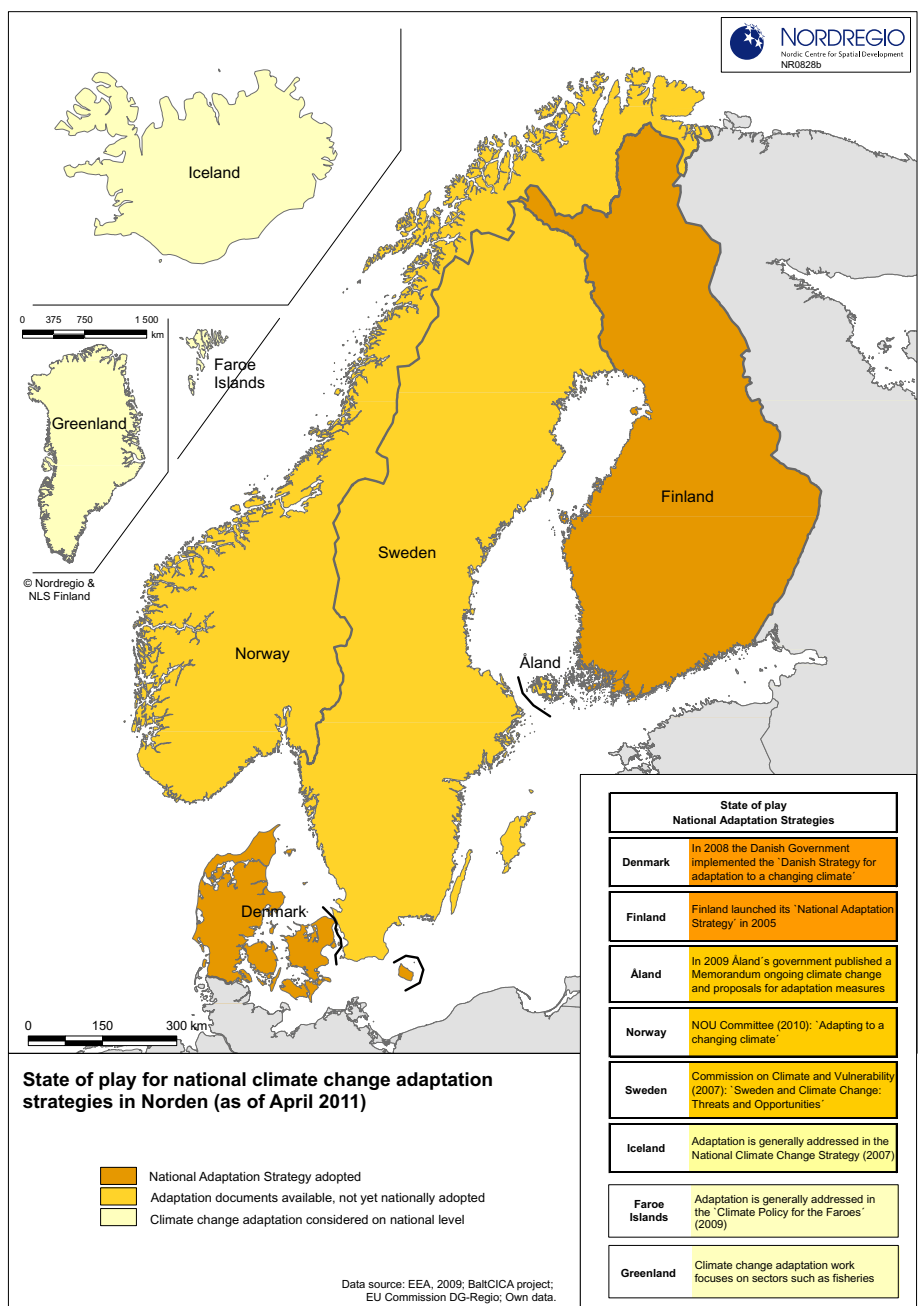 NORDREGIO
Nordic Centre for Spatial Development
NR0828b
Iceland
0 375 750 1 500
km
Faroe
Islands
Greenland
© Nordregio &
NLS Finland
Finland
Sweden
Norway
Åland
Denmark
0 150 300 km
State of play
National Adaptation Strategies
Denmark
In 2008 the Danish Government
implemented the `Danish Strategy for
adaptation to a changing climate´
Finland
Finland launched its `National Adaptation
Strategy´ in 2005
Åland
In 2009 Åland´s government published a
Memorandum ongoing climate change
and proposals for adaptation measures
Norway
NOU Committee (2010): `Adapting to a
changing climate´
Sweden
Commission on Climate and Vulnerability
(2007): `Sweden and Climate Change:
Threats and Opportunities´
Iceland
Adaptation is generally addressed in the
National Climate Change Strategy (2007)
Faroe
Islands
Adaptation is generally addressed in
the `Climate Policy for the Faroes´
(2009)
Greenland
Climate change adaptation work
focuses on sectors such as fisheries
State of play for national climate change adaptation
strategies in Norden (as of April 2011)
National Adaptation Strategy adopted
Adaptation documents available, not yet nationally adopted
Climate change adaptation considered on national level
Data source: EEA, 2009; BaltCICA project;
EU Commission DG-Regio; Own data.